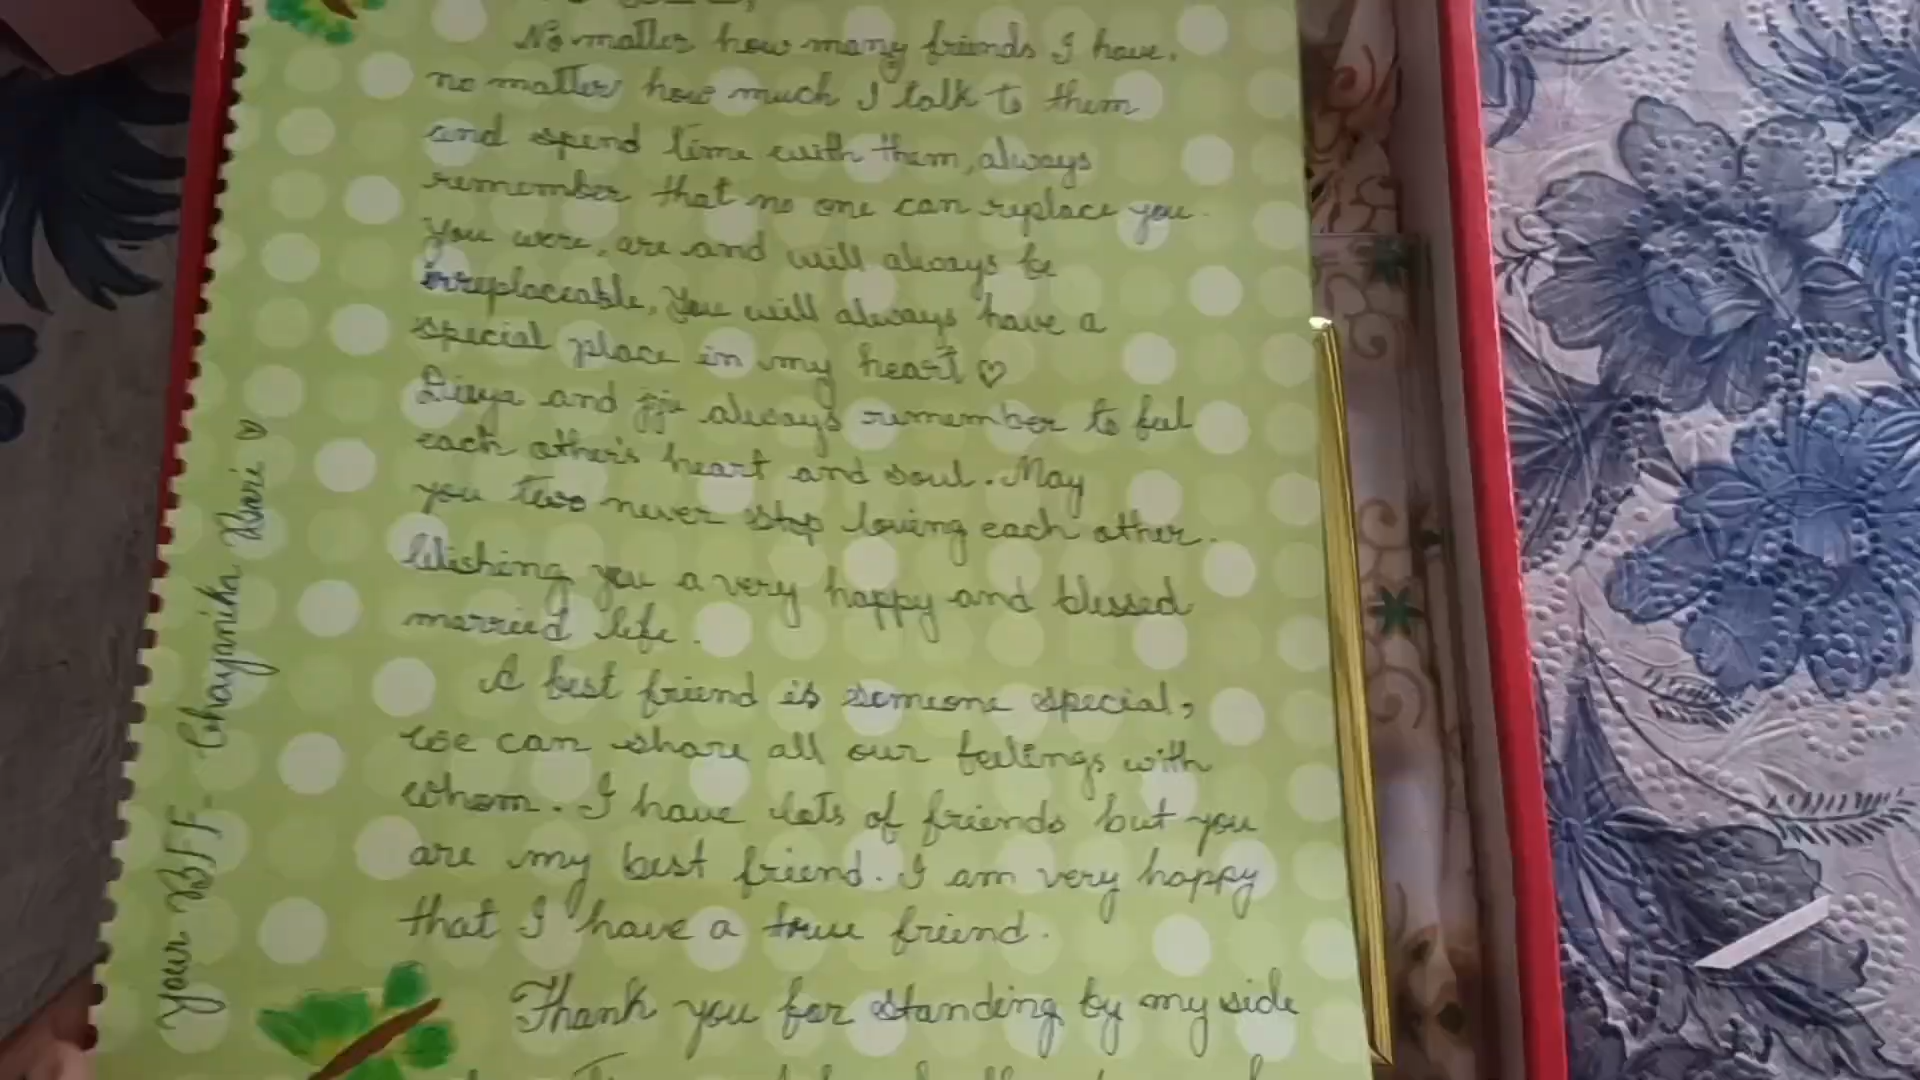 No matter how many friends I have,
no matter how much I talk to them
and spend time with them, always
remember that no one can replace you.
You were, are and will always be
irreplaceable. You will always have a
special place in my heart ♡
and jiju always remember to feel
each other's heart and soul. May
you two never stop loving each other.
Wishing you a very happy and blessed
married life.
A best friend is someone special,
we can share all our feelings with
whom. I have lots of friends but you
are my best friend. I am very happy
that I have a true friend.
Thank you for standing by my side
Your BFF - Chayanika ♡